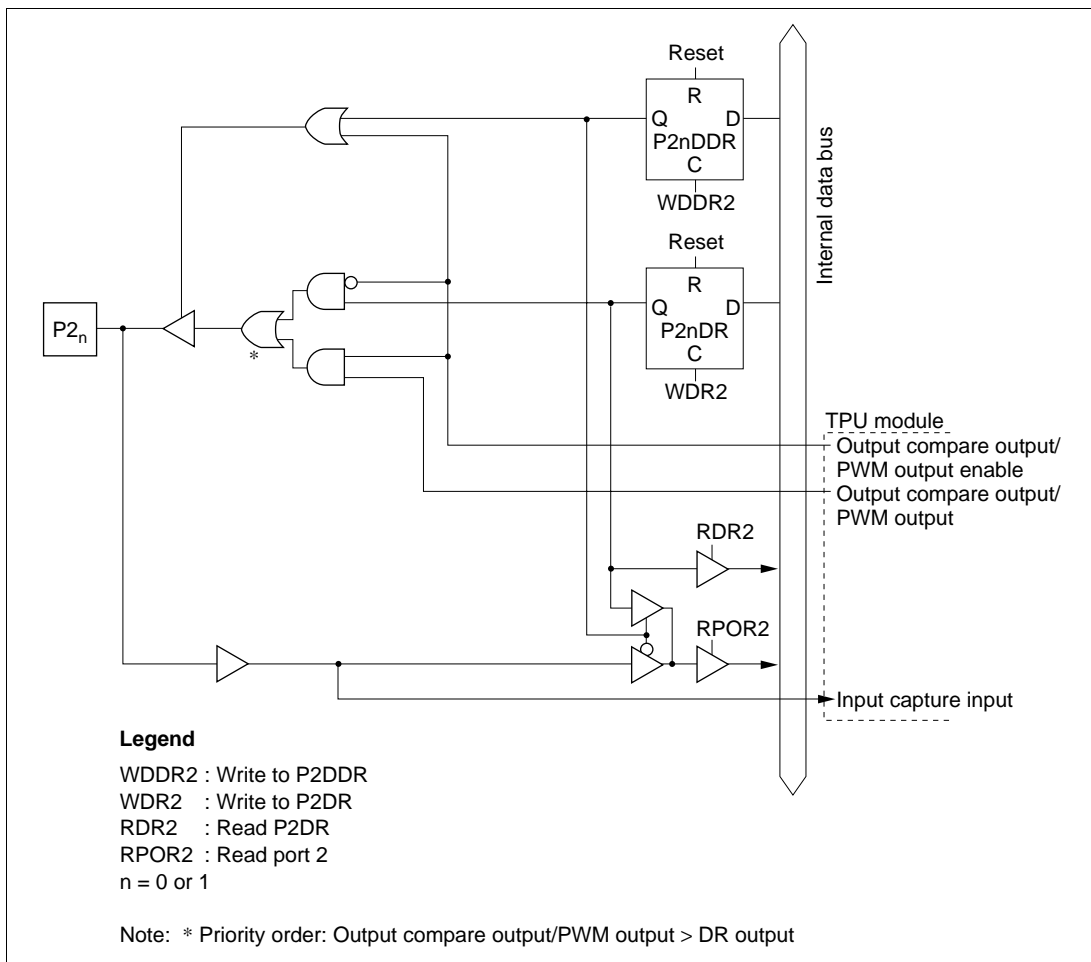 Reset
R
Q D
P2nDDR
C
WDDR2
Internal data bus
Reset
R
Q D
P2nDR
C
WDR2
P2n
*
TPU module
Output compare output/
PWM output enable
Output compare output/
PWM output
RDR2
RPOR2
Input capture input
Legend
WDDR2 : Write to P2DDR
WDR2 : Write to P2DR
RDR2 : Read P2DR
RPOR2 : Read port 2
n = 0 or 1
Note: * Priority order: Output compare output/PWM output > DR output